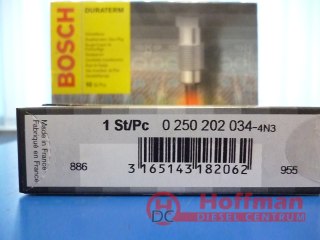 BOSCH
DURATERM
Made in France
Fabriqué en France
1 St/Pc 0 250 202 034-4N3
886
3 165143 182062
955
Hoffman
DC
DIESEL CENTRUM